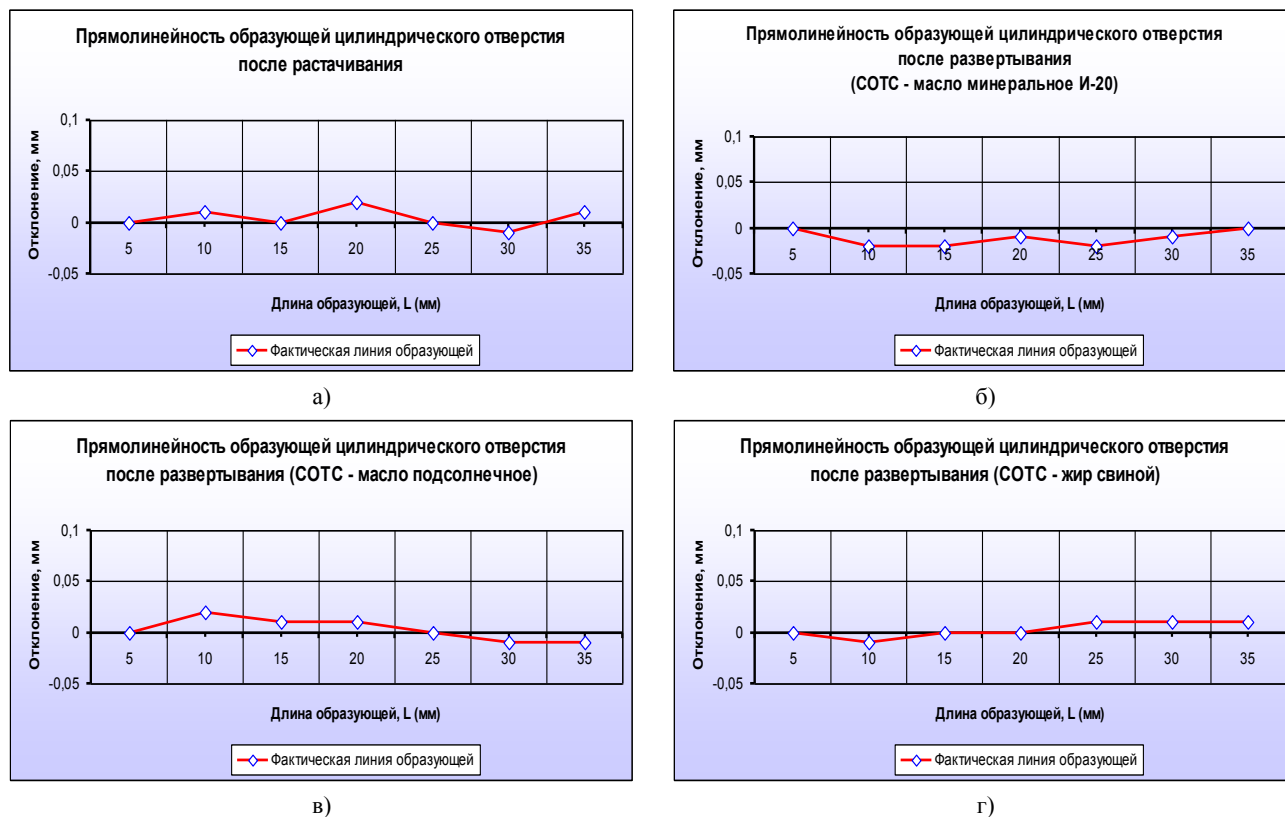 Прямолинейность образующей цилиндрического отверстия
после растачивания
Отклонение, мм
0,1
0,05
0
-0,05
5 10 15 20 25 30 35
Длина образующей, L (мм)
Фактическая линия образующей
а)
Прямолинейность образующей цилиндрического отверстия
после развертывания
(СОТС - масло минеральное И-20)
Отклонение, мм
0,1
0,05
0
-0,05
5 10 15 20 25 30 35
Длина образующей, L (мм)
Фактическая линия образующей
б)
Прямолинейность образующей цилиндрического отверстия
после развертывания (СОТС - масло подсолнечное)
Отклонение, мм
0,1
0,05
0
-0,05
5 10 15 20 25 30 35
Длина образующей, L (мм)
Фактическая линия образующей
в)
Прямолинейность образующей цилиндрического отверстия
после развертывания (СОТС - жир свиной)
Отклонение, мм
0,1
0,05
0
-0,05
5 10 15 20 25 30 35
Длина образующей, L (мм)
Фактическая линия образующей
г)